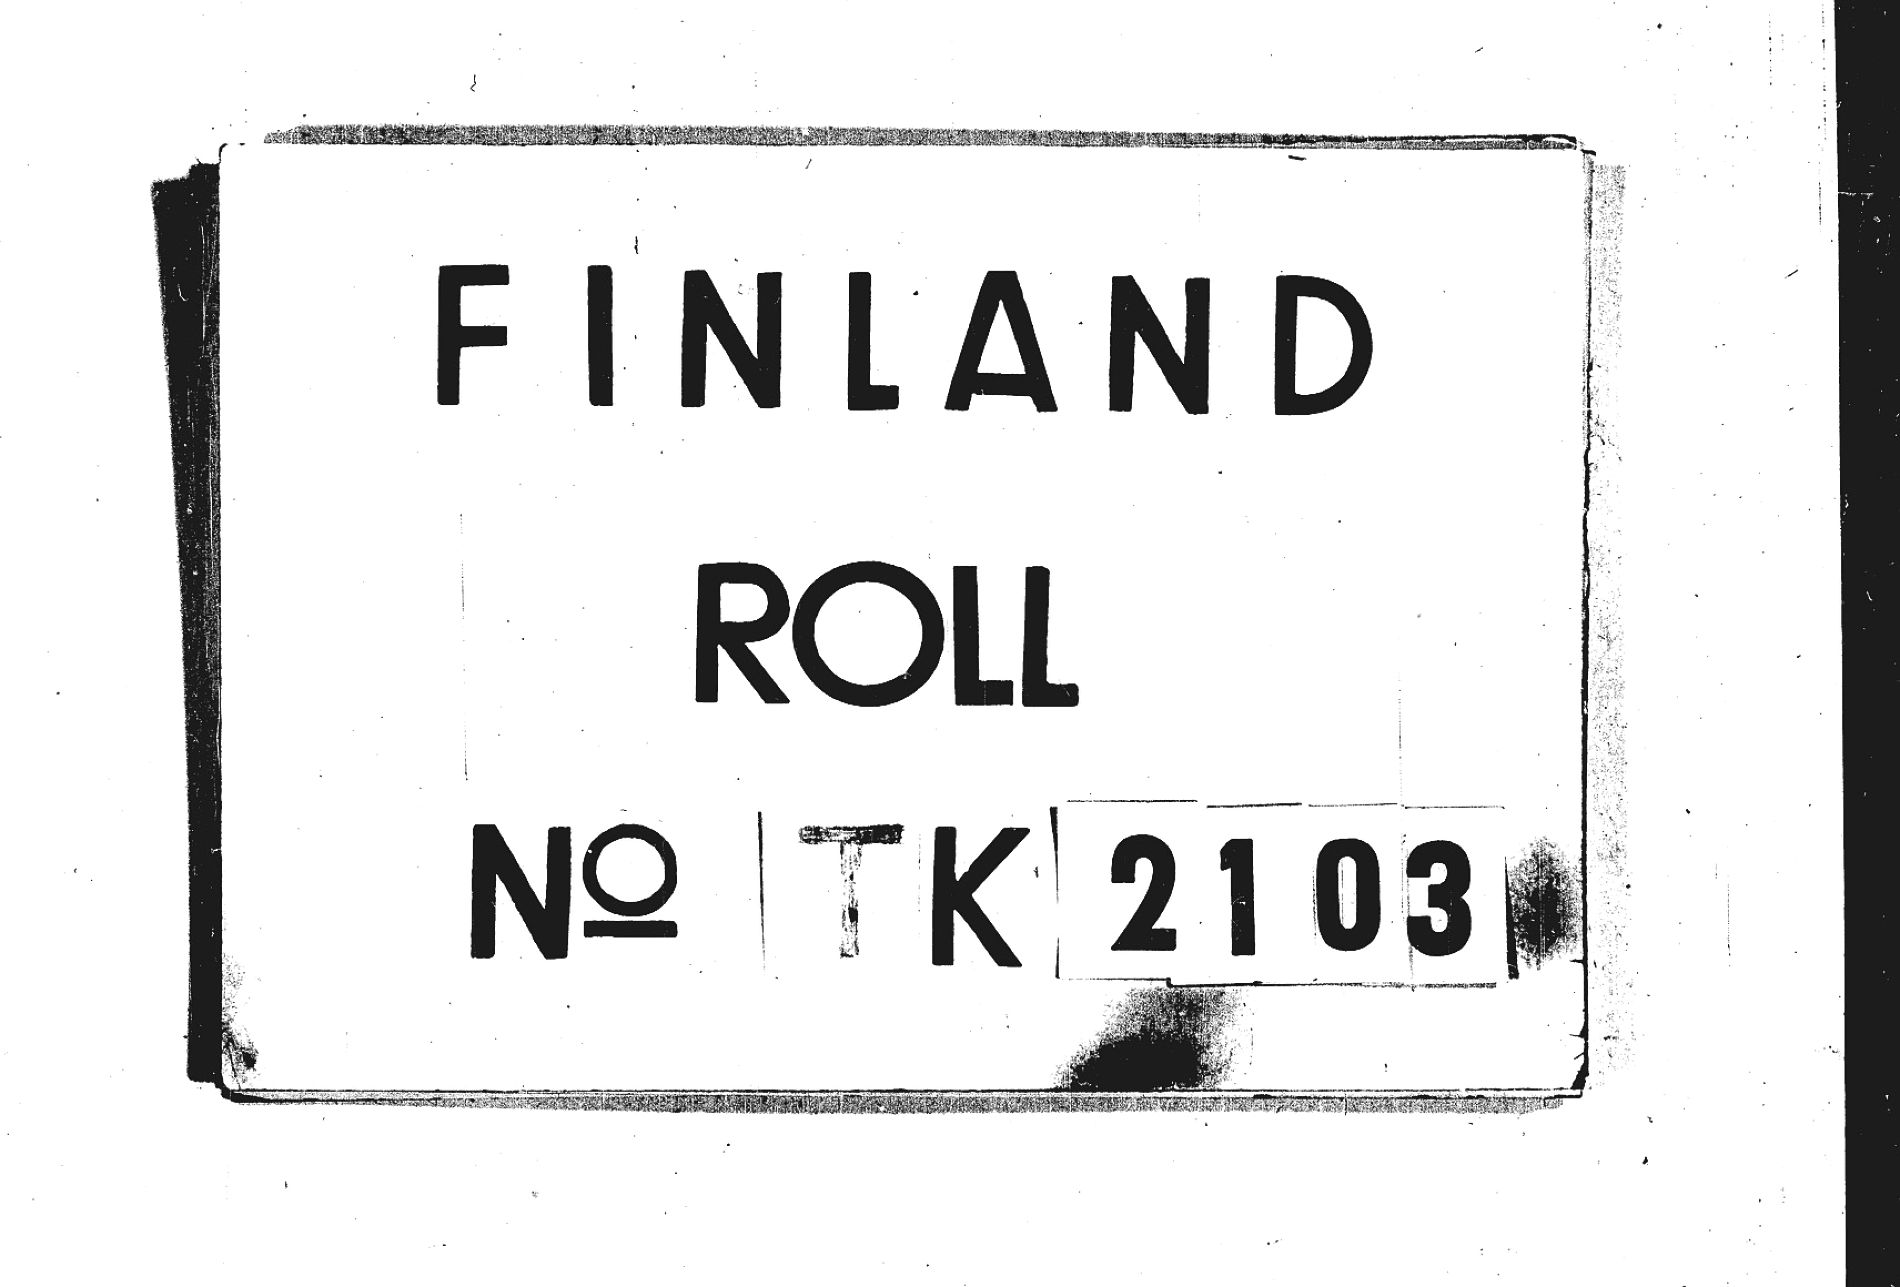 FINLAND
ROLL
Nº TK 2103